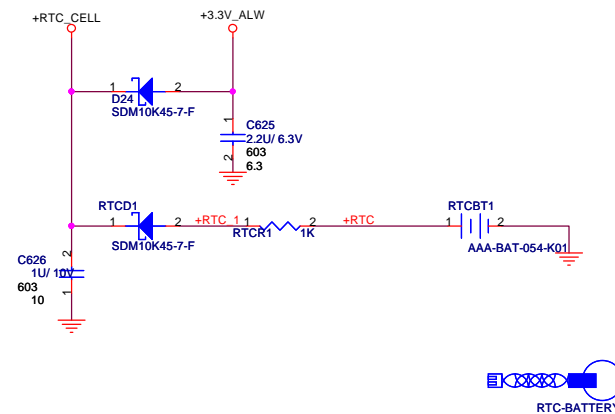 +RTC_CELL
+3.3V_ALW
1
2
D24
SDM10K45-7-F
1
2
C625
2.2U/ 6.3V
603
6.3
RTCD1
1
2
SDM10K45-7-F
+RTC_1
1
2
RTCR1
1K
+RTC
RTCBT1
1
2
AAA-BAT-054-K01
C626
2
1U/ 10V
603
1
10
RTC-BATTERY